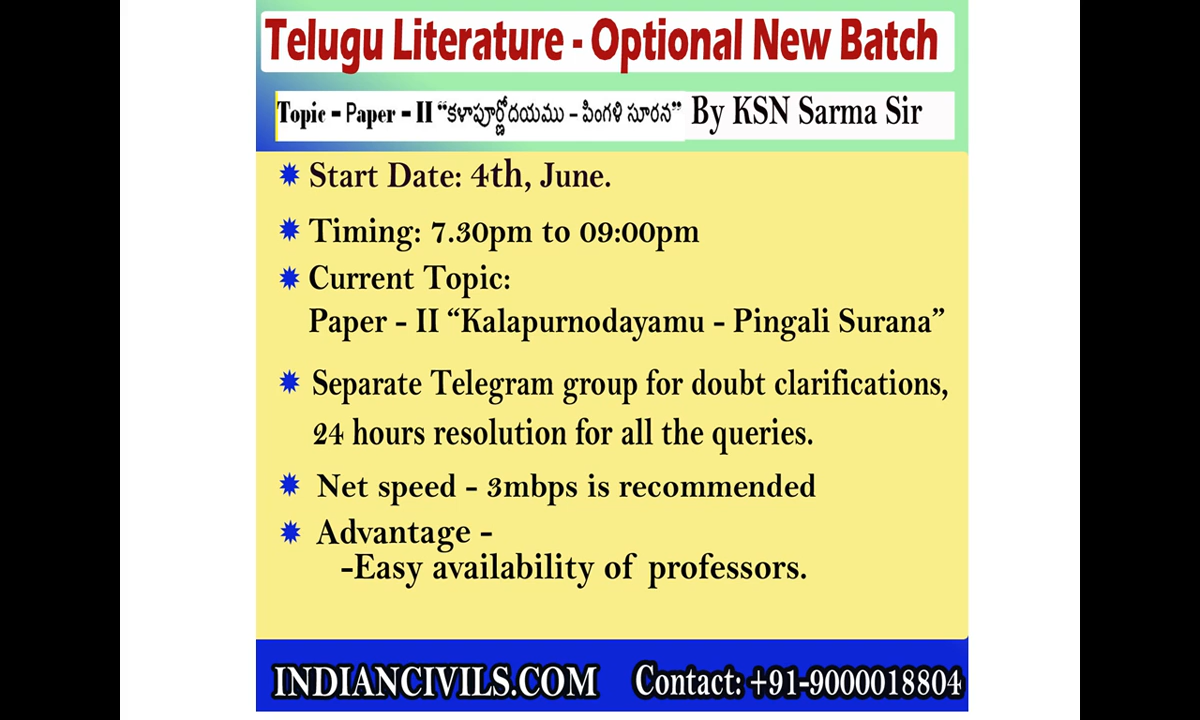 Telugu Literature - Optional New Batch
Topic - Paper - II “కళాపూర్ణోదయము - పింగళి సూరన” By KSN Sarma Sir
Start Date: 4th, June.
Timing: 7.30pm to 09:00pm
Current Topic:
Paper - II “Kalapurnodayamu - Pingali Surana”
Separate Telegram group for doubt clarifications,
24 hours resolution for all the queries.
Net speed - 3mbps is recommended
Advantage -
-Easy availability of professors.
INDIANCIVILS.COM Contact: +91-9000018804